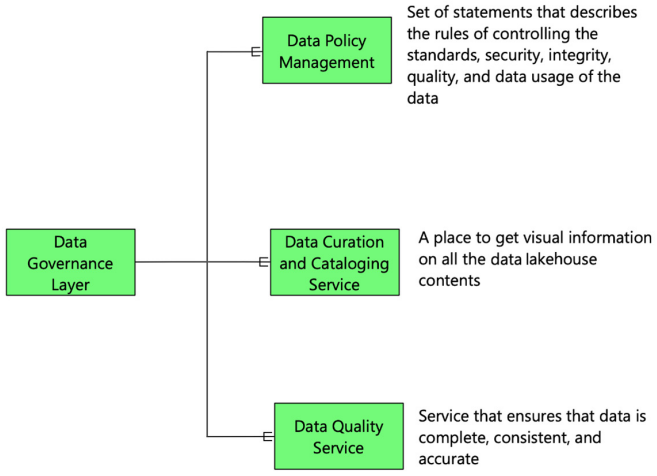 Data Policy
Management
Set of statements that describes
the rules of controlling the
standards, security, integrity,
quality, and data usage of the
data
Data
Governance
Layer
Data Curation
and Cataloging
Service
A place to get visual information
on all the data lakehouse
contents
Data Quality
Service
Service that ensures that data is
complete, consistent, and
accurate